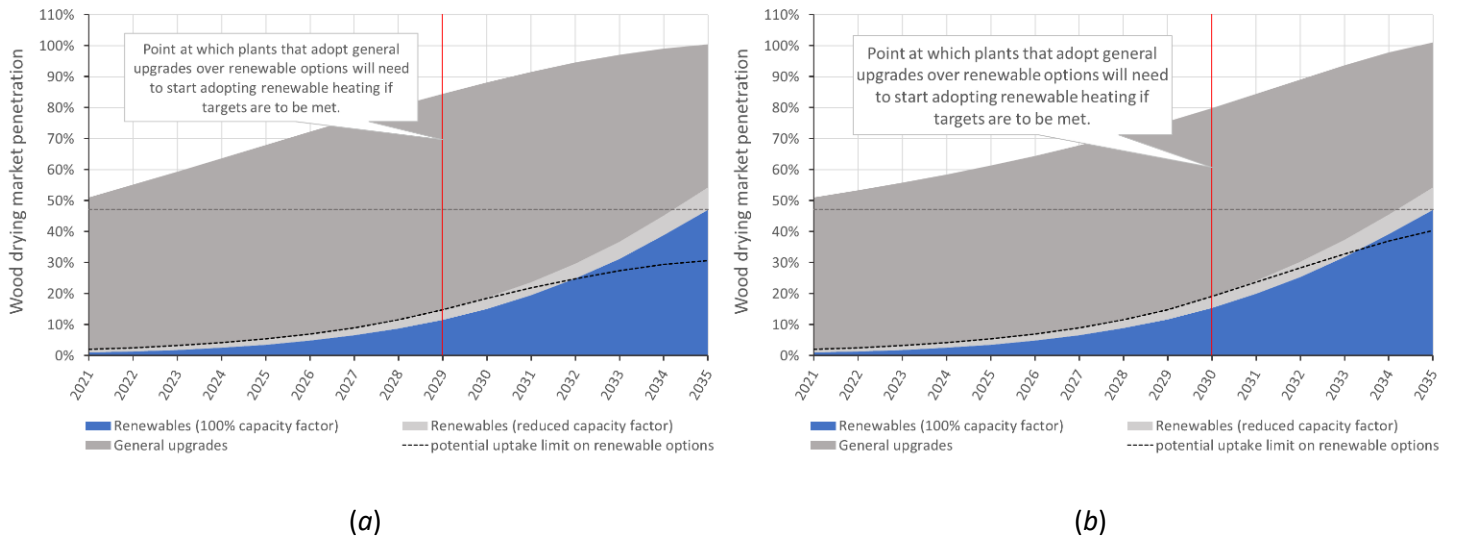 Wood drying market penetration
110%
100%
90%
80%
70%
60%
50%
40%
30%
20%
10%
0%
Point at which plants that adopt general
upgrades over renewable options will need
to start adopting renewable heating if
targets are to be met.
2021
2022
2023
2024
2025
2026
2027
2028
2029
2030
2031
2032
2033
2034
2035
Renewables (100% capacity factor)
Renewables (reduced capacity factor)
General upgrades
potential uptake limit on renewable options
(a)
Wood drying market penetration
110%
100%
90%
80%
70%
60%
50%
40%
30%
20%
10%
0%
Point at which plants that adopt general
upgrades over renewable options will need
to start adopting renewable heating if
targets are to be met.
2021
2022
2023
2024
2025
2026
2027
2028
2029
2030
2031
2032
2033
2034
2035
Renewables (100% capacity factor)
Renewables (reduced capacity factor)
General upgrades
potential uptake limit on renewable options
(b)